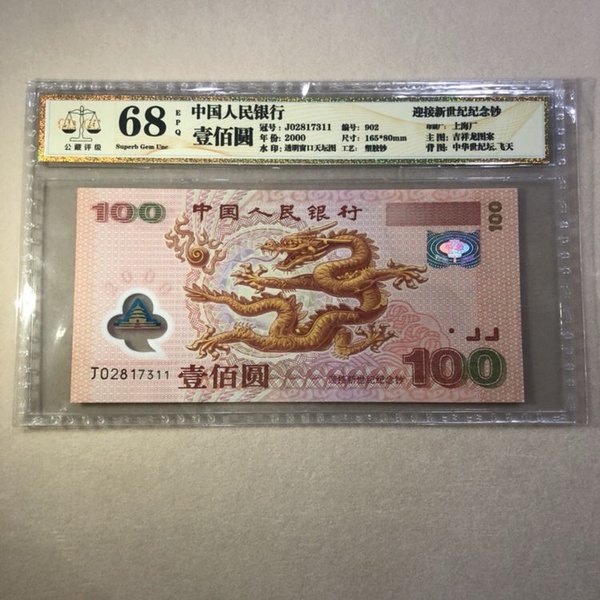 公藏评级
68
EPQ
Superb Gem Unc
中国人民银行
壹佰圆
冠号: J02817311 编号: 902
年份: 2000 尺寸: 165*80mm
水印: 透明窗口天坛图 工艺: 塑胶钞
迎接新世纪纪念钞
印制厂: 上海厂
主图: 吉祥龙图案
背图: 中华世纪坛.飞天
100 中国人民银行
100
2000
J02817311
壹佰圆
迎接新世纪纪念钞
100